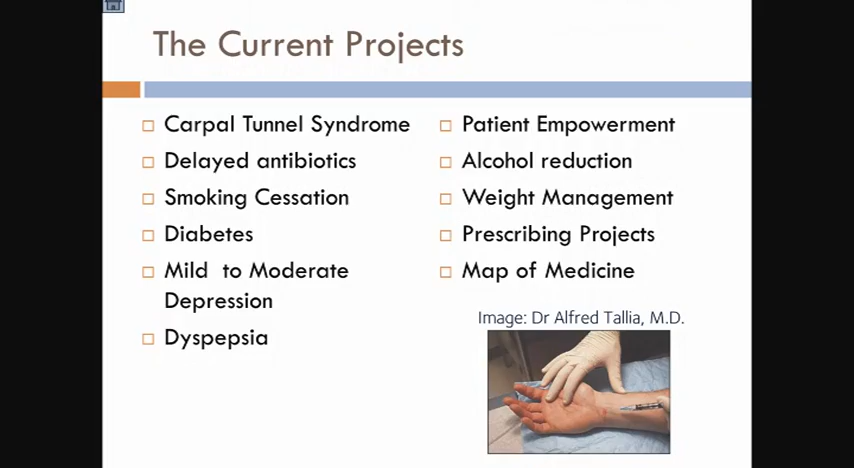 The Current Projects
Carpal Tunnel Syndrome
Delayed antibiotics
Smoking Cessation
Diabetes
Mild to Moderate
Depression
Dyspepsia
Patient Empowerment
Alcohol reduction
Weight Management
Prescribing Projects
Map of Medicine
Image: Dr Alfred Tallia, M.D.